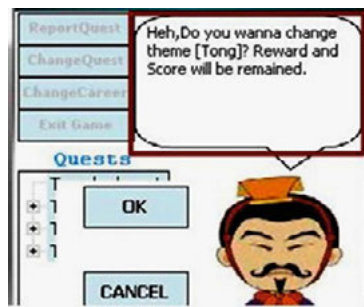 ReportQuest
ChangeQuest
ChangeCareer
Exit Game
Heh,Do you wanna change
theme [Tong]? Reward and
Score will be remained.
Quests
OK
CANCEL